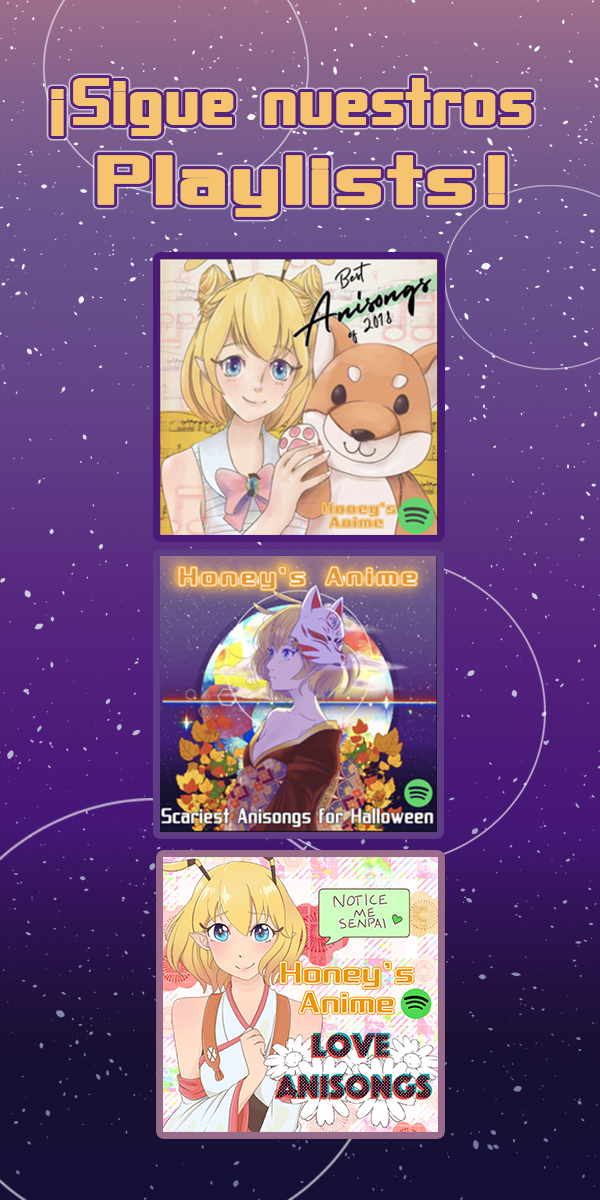 ¡Sigue nuestros
Playlists!
Best
Anisongs
of 2018
Honey's
Anime
Honey's Anime
Scariest Anisongs for Halloween
NOTICE
ME
SENPAI
Honey's
Anime
LOVE
ANISONGS